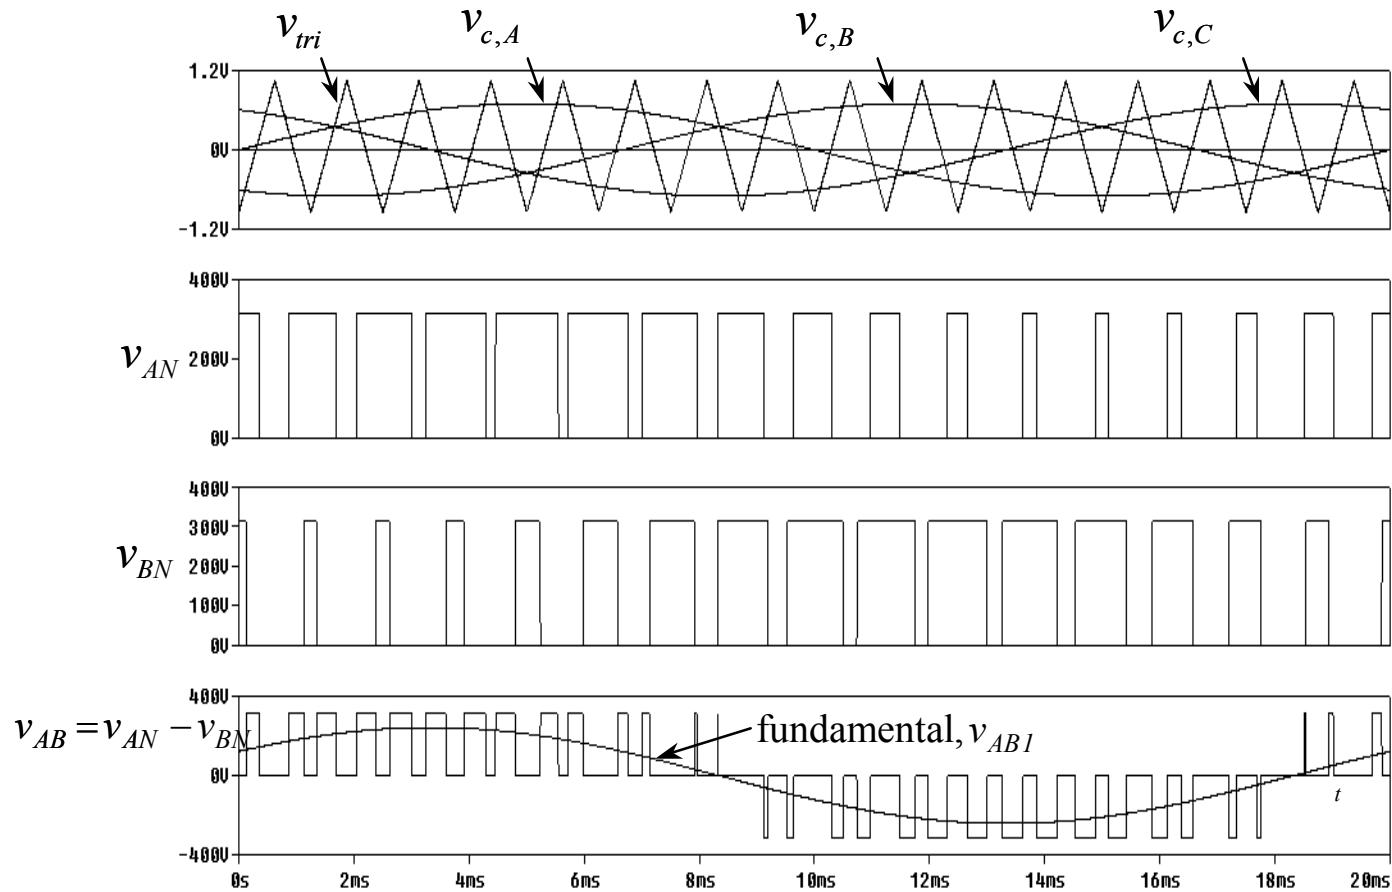 v_tri v_c,A v_c,B v_c,C
1.2V
0V
-1.2V
400V
v_AN 200V
0V
400V
300V
v_BN 200V
100V
0V
400V
v_AB = v_AN − v_BN fundamental, v_AB1
0V
t
-400V
0s 2ms 4ms 6ms 8ms 10ms 12ms 14ms 16ms 18ms 20ms